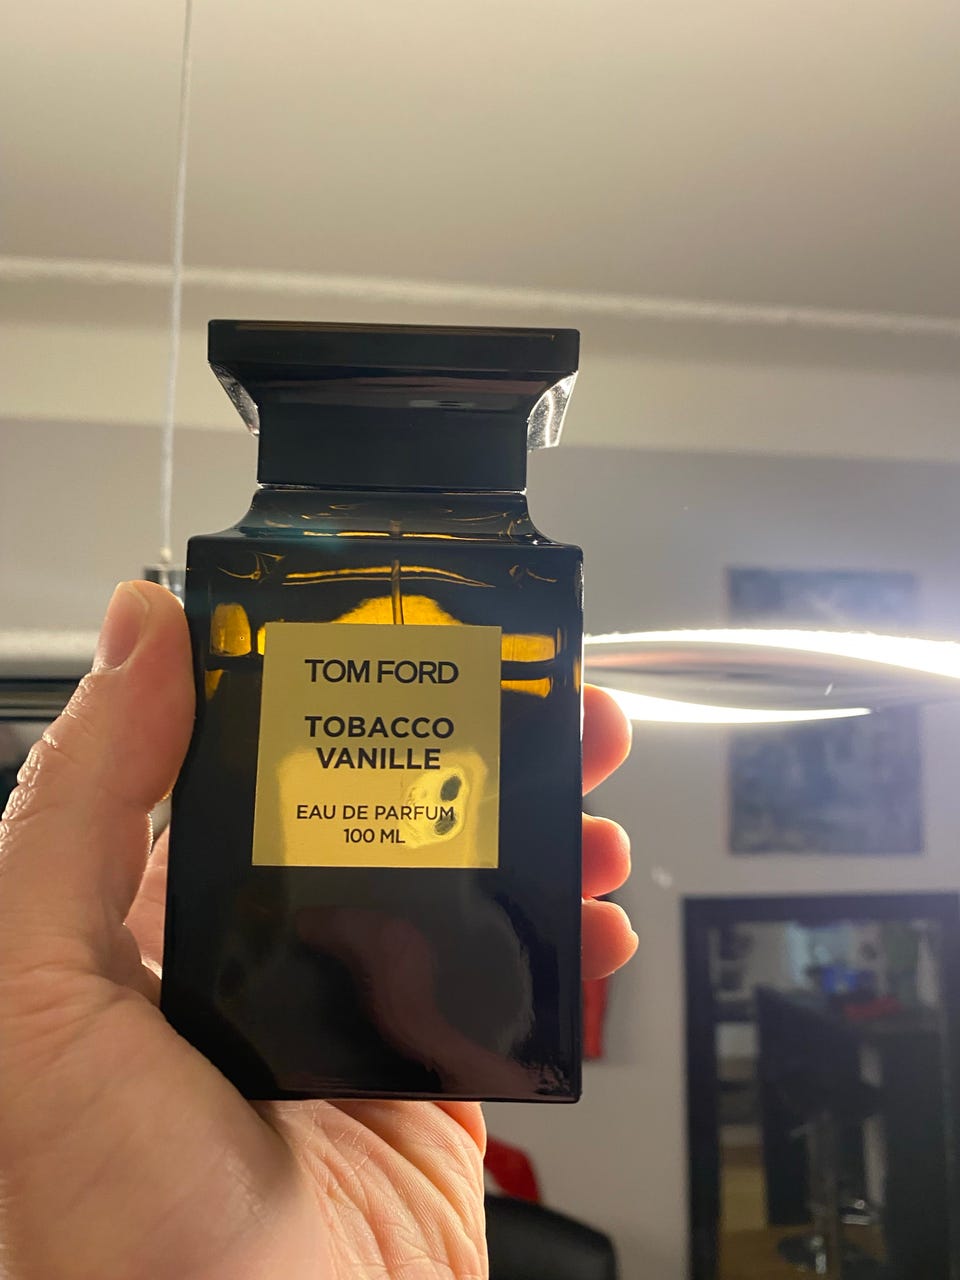 TOM FORD
TOBACCO
VANILLE
EAU DE PARFUM
100 ML